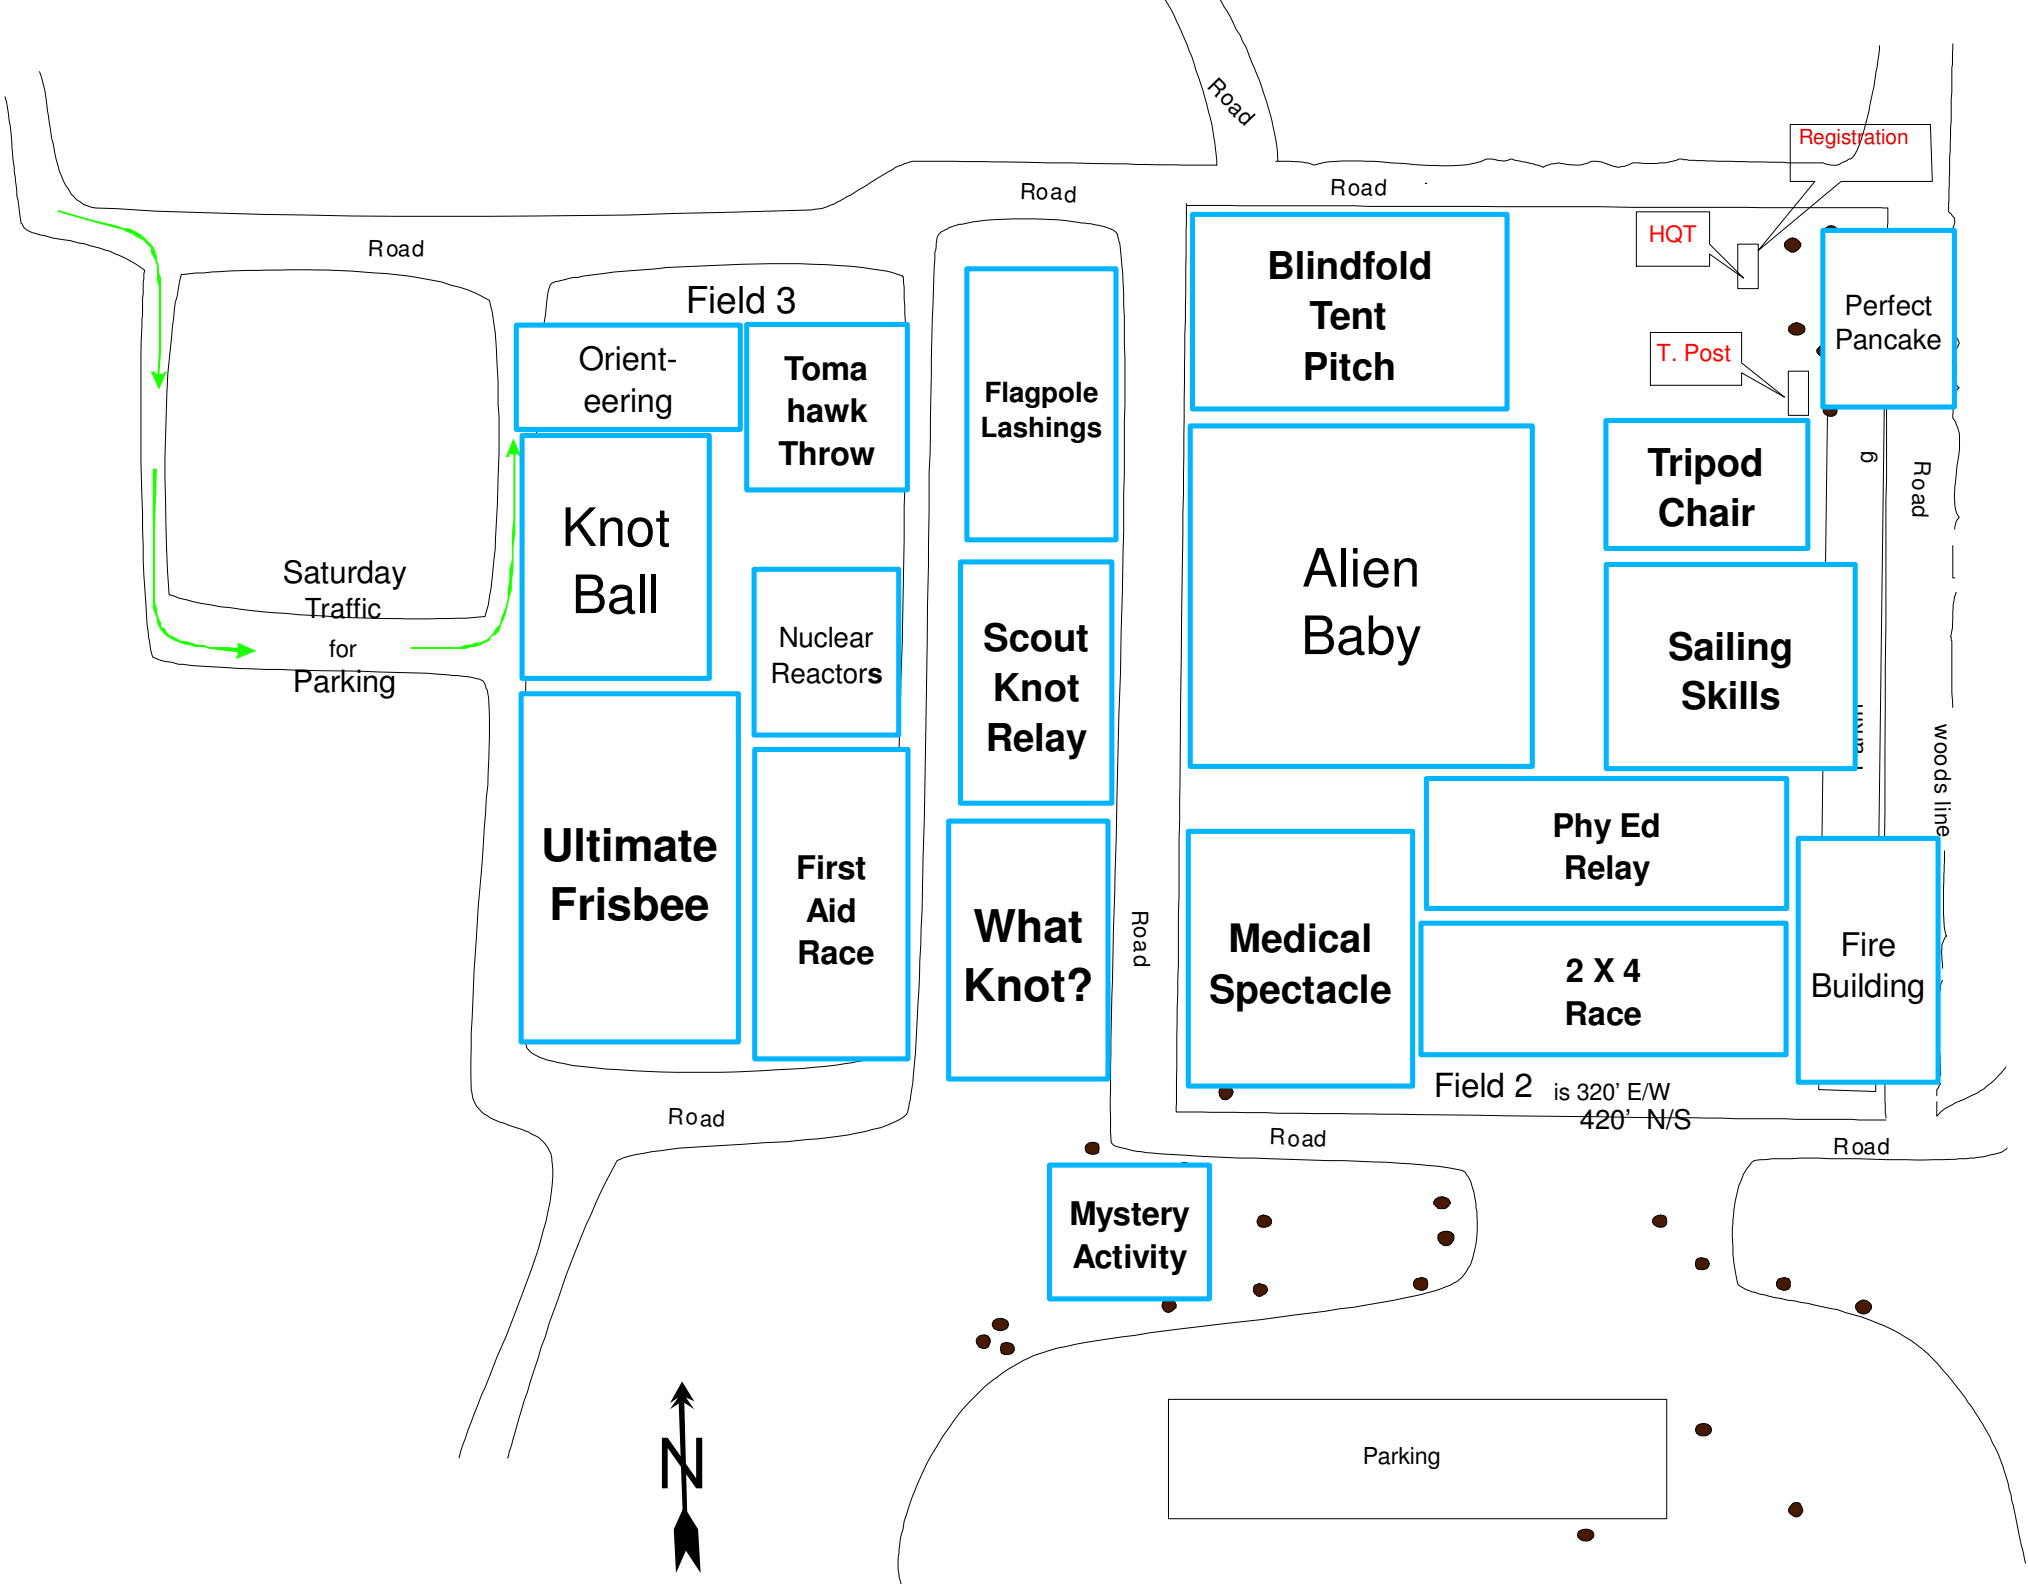 Road
Registration
Road
Road
Road
HQT
Field 3
Blindfold
Tent
Pitch
Perfect
Pancake
T. Post
Orient-
eering
Toma
hawk
Throw
Flagpole
Lashings
Tripod
Chair
g
Road
Knot
Ball
Alien
Baby
Saturday
Traffic
for
Parking
Nuclear
Reactors
Scout
Knot
Relay
Sailing
Skills
woods line
Ultimate
Frisbee
First
Aid
Race
What
Knot?
Road
Phy Ed
Relay
Medical
Spectacle
2 X 4
Race
Fire
Building
Field 2 is 320' E/W
420' N/S
Road
Road
Road
Mystery
Activity
N
Parking